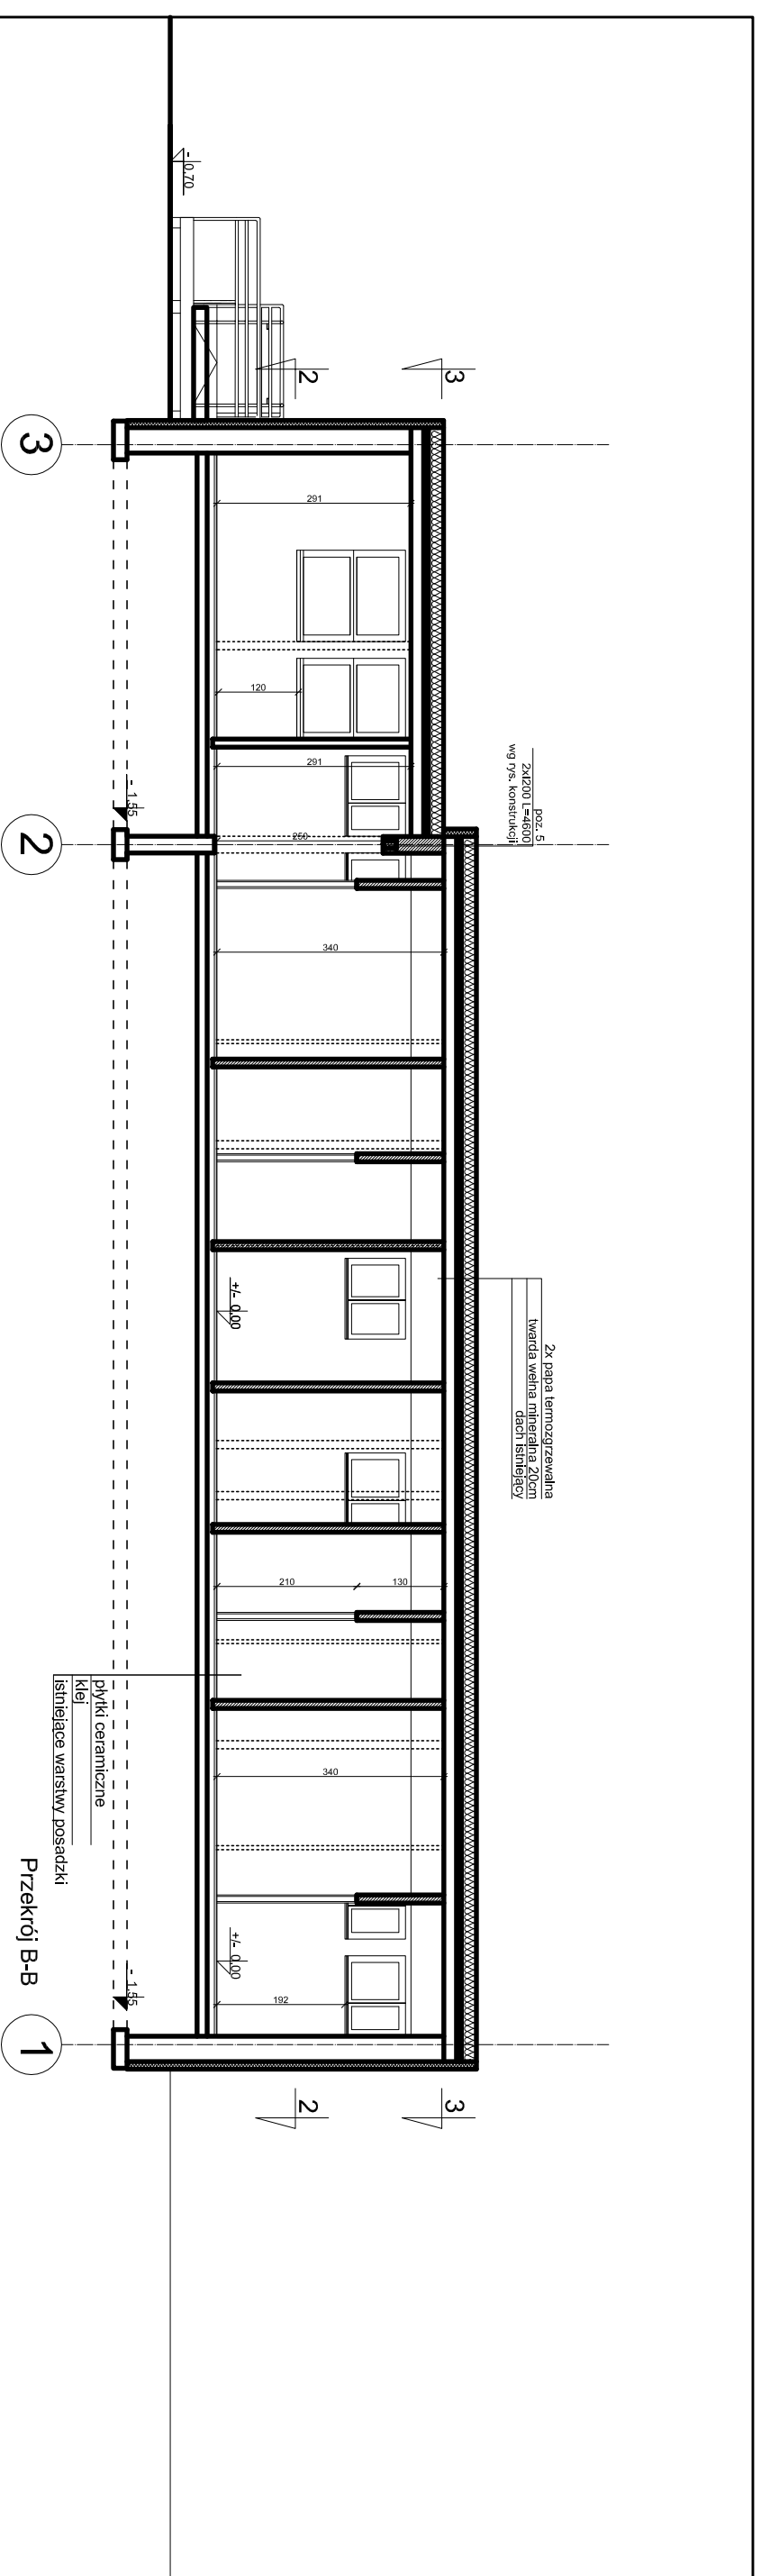 - 0.70
2
3
3
291
120
291
250
poz. 5
2xI200 L=4600
wg rys. konstrukcji
- 1.55
2
340
+/- 0.00
2x papa termozgrzewalna
twarda wełna mineralna 20cm
dach istniejący
210
130
płytki ceramiczne
klej
istniejące warstwy posadzki
340
+/- 0.00
192
- 1.55
Przekrój B-B
1
2
3